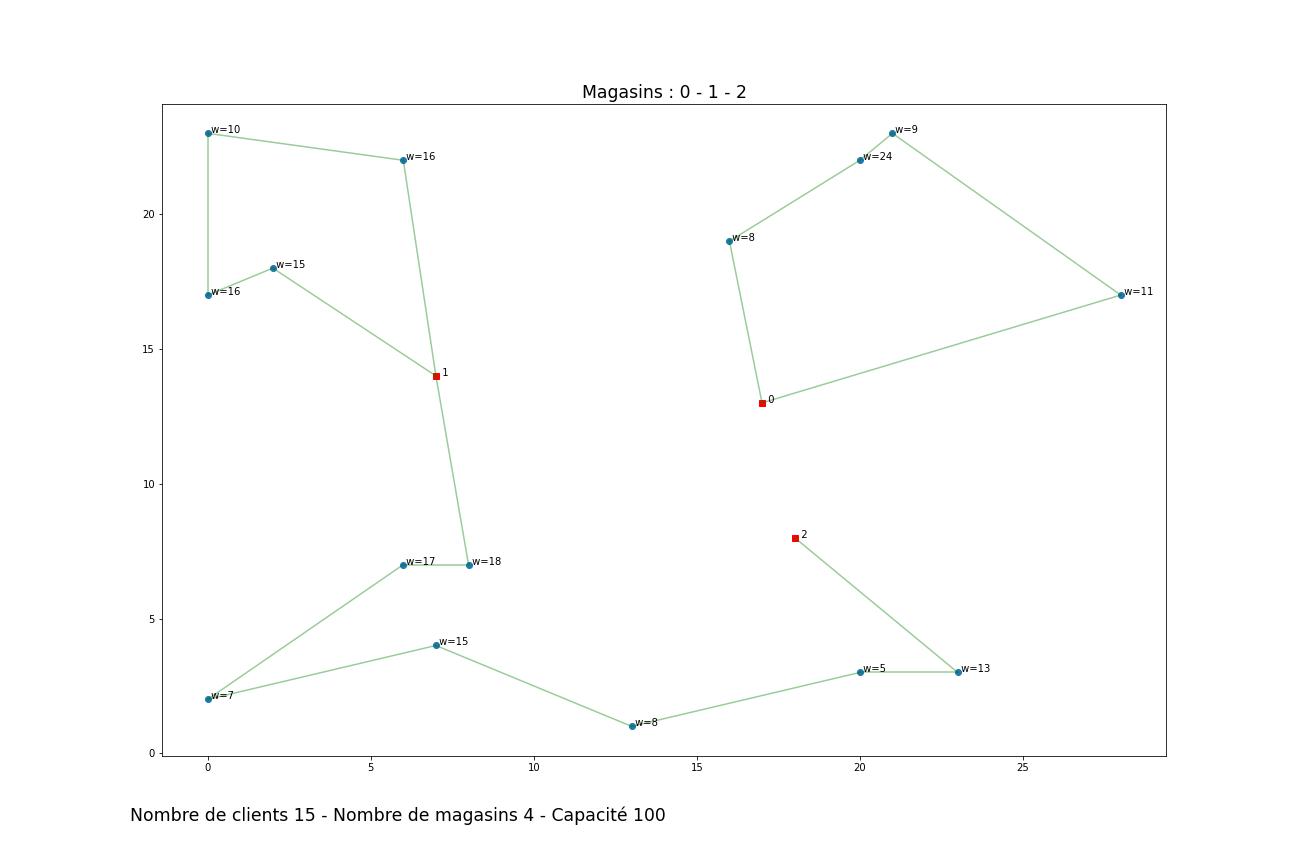 Magasins : 0 - 1 - 2
w=10
w=9
w=16
w=24
w=8
w=15
w=16
w=11
1
0
2
w=17
w=18
w=15
w=5
w=13
w=7
w=8
20
15
10
5
0
0
5
10
15
20
25
Nombre de clients 15 - Nombre de magasins 4 - Capacité 100